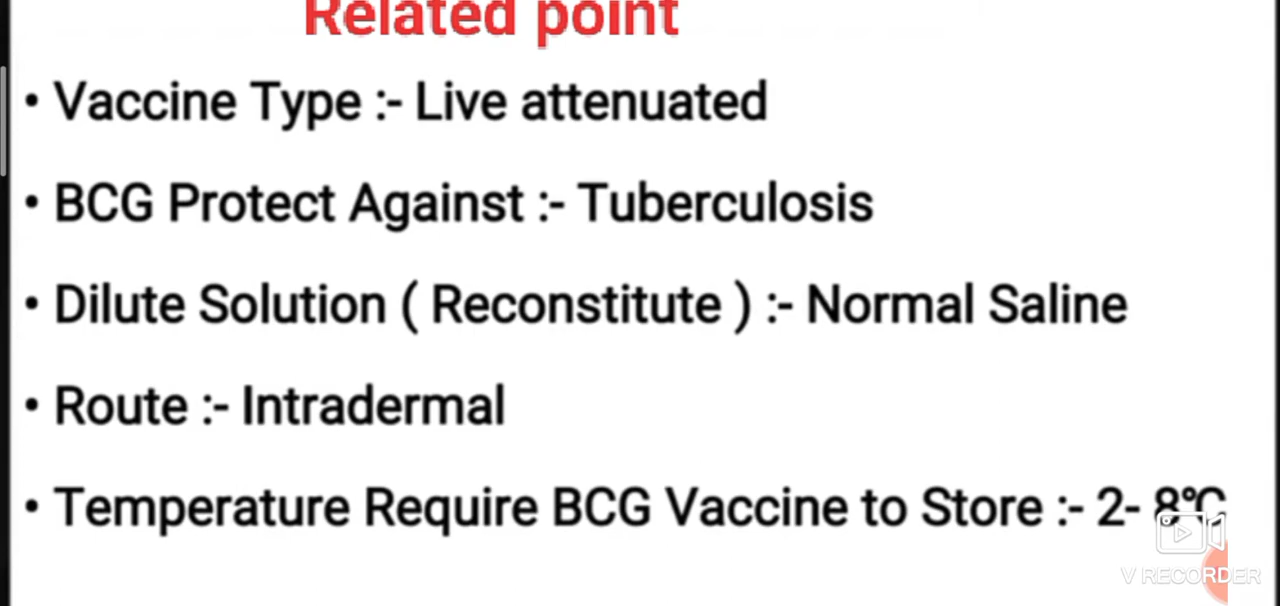 Related point
• Vaccine Type :- Live attenuated
• BCG Protect Against :- Tuberculosis
• Dilute Solution ( Reconstitute ) :- Normal Saline
• Route :- Intradermal
• Temperature Require BCG Vaccine to Store :- 2- 8°C
V RECORDER